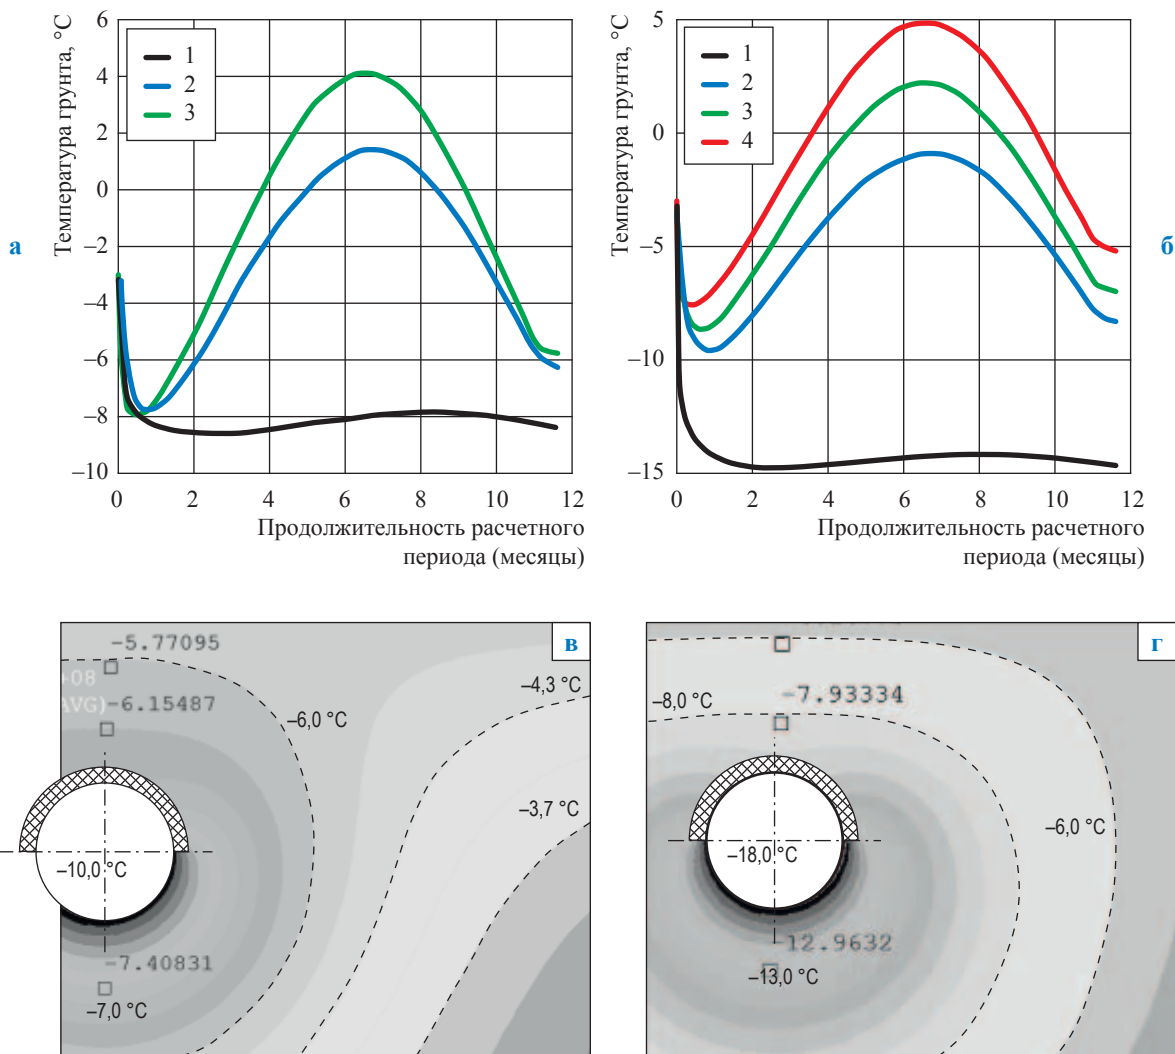 а
Температура грунта, °С
6
4
2
0
–2
–4
–6
–8
–10
1
2
3
0 2 4 6 8 10 12
Продолжительность расчетного
периода (месяцы)
б
Температура грунта, °С
5
0
–5
–10
–15
1
2
3
4
0 2 4 6 8 10 12
Продолжительность расчетного
периода (месяцы)
в
-5.77095
+08
AVG)
-6.15487
–6,0 °С
–4,3 °С
–3,7 °С
–10,0 °С
-7.40831
–7,0 °С
г
–8,0 °С
-7.93334
–6,0 °С
–18,0 °С
-12.9632
–13,0 °С